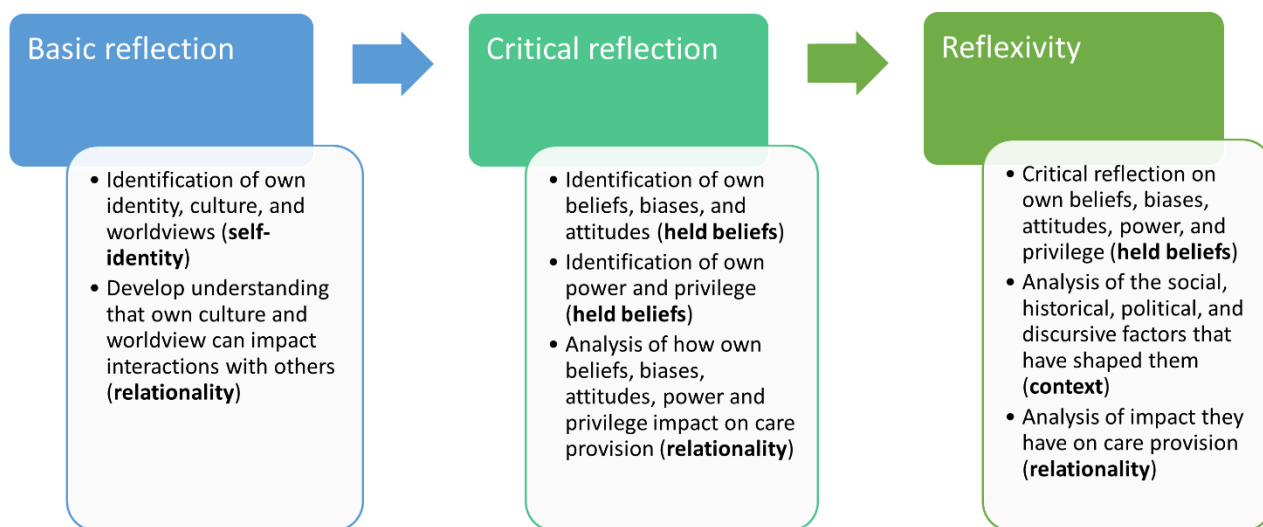 Basic reflection
• Identification of own
identity, culture, and
worldviews (self-
identity)
• Develop understanding
that own culture and
worldview can impact
interactions with others
(relationality)
Critical reflection
• Identification of own
beliefs, biases, and
attitudes (held beliefs)
• Identification of own
power and privilege
(held beliefs)
• Analysis of how own
beliefs, biases,
attitudes, power and
privilege impact on care
provision (relationality)
Reflexivity
• Critical reflection on
own beliefs, biases,
attitudes, power, and
privilege (held beliefs)
• Analysis of the social,
historical, political, and
discursive factors that
have shaped them
(context)
• Analysis of impact they
have on care provision
(relationality)